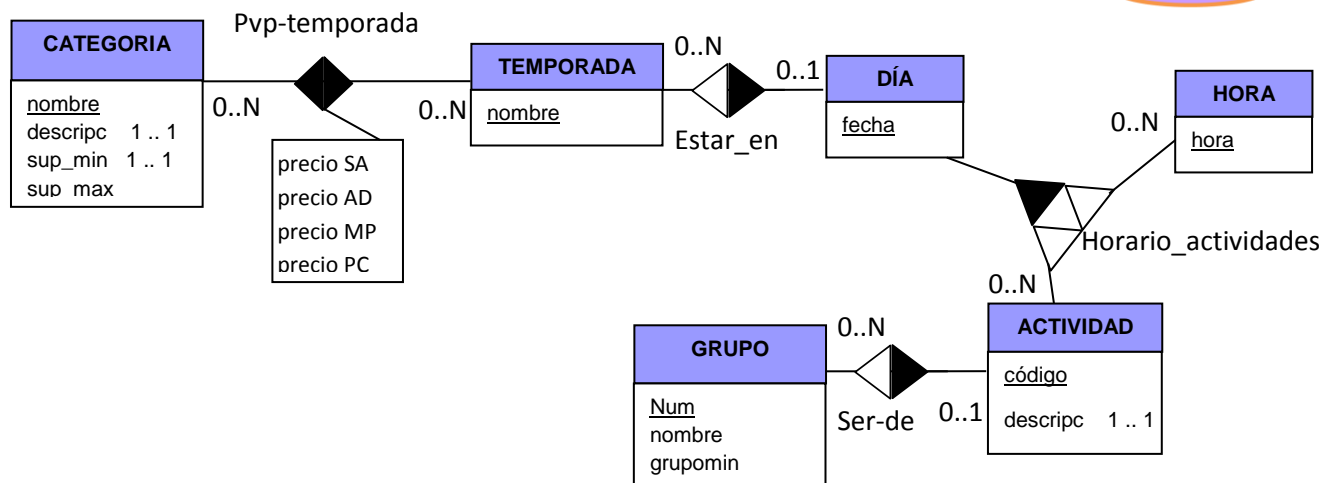 Pvp-temporada
CATEGORIA
nombre
descripc 1 .. 1
sup_min 1 .. 1
sup_max
0..N
0..N
precio SA
precio AD
precio MP
precio PC
TEMPORADA
nombre
0..N
0..1
Estar_en
DÍA
fecha
HORA
hora
0..N
Horario_actividades
0..N
GRUPO
Num
nombre
grupomin
0..N
Ser-de
0..1
ACTIVIDAD
código
descripc 1 .. 1